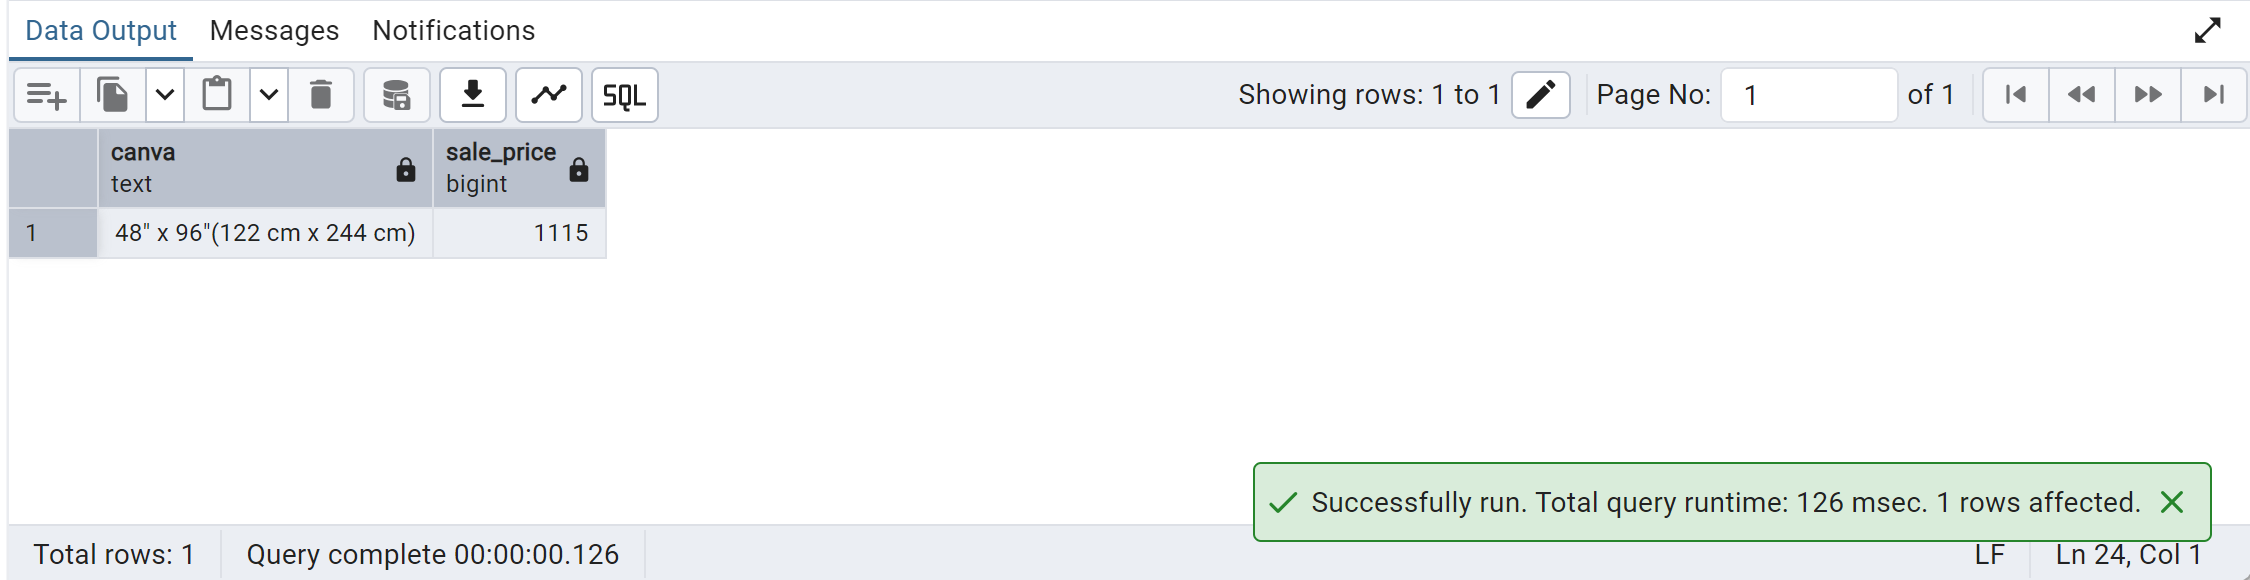 Data Output Messages Notifications
SQL Showing rows: 1 to 1 Page No: 1 of 1
canva sale_price
text bigint
1 48" x 96"(122 cm x 244 cm) 1115
Successfully run. Total query runtime: 126 msec. 1 rows affected.
Total rows: 1 Query complete 00:00:00.126 LF Ln 24, Col 1